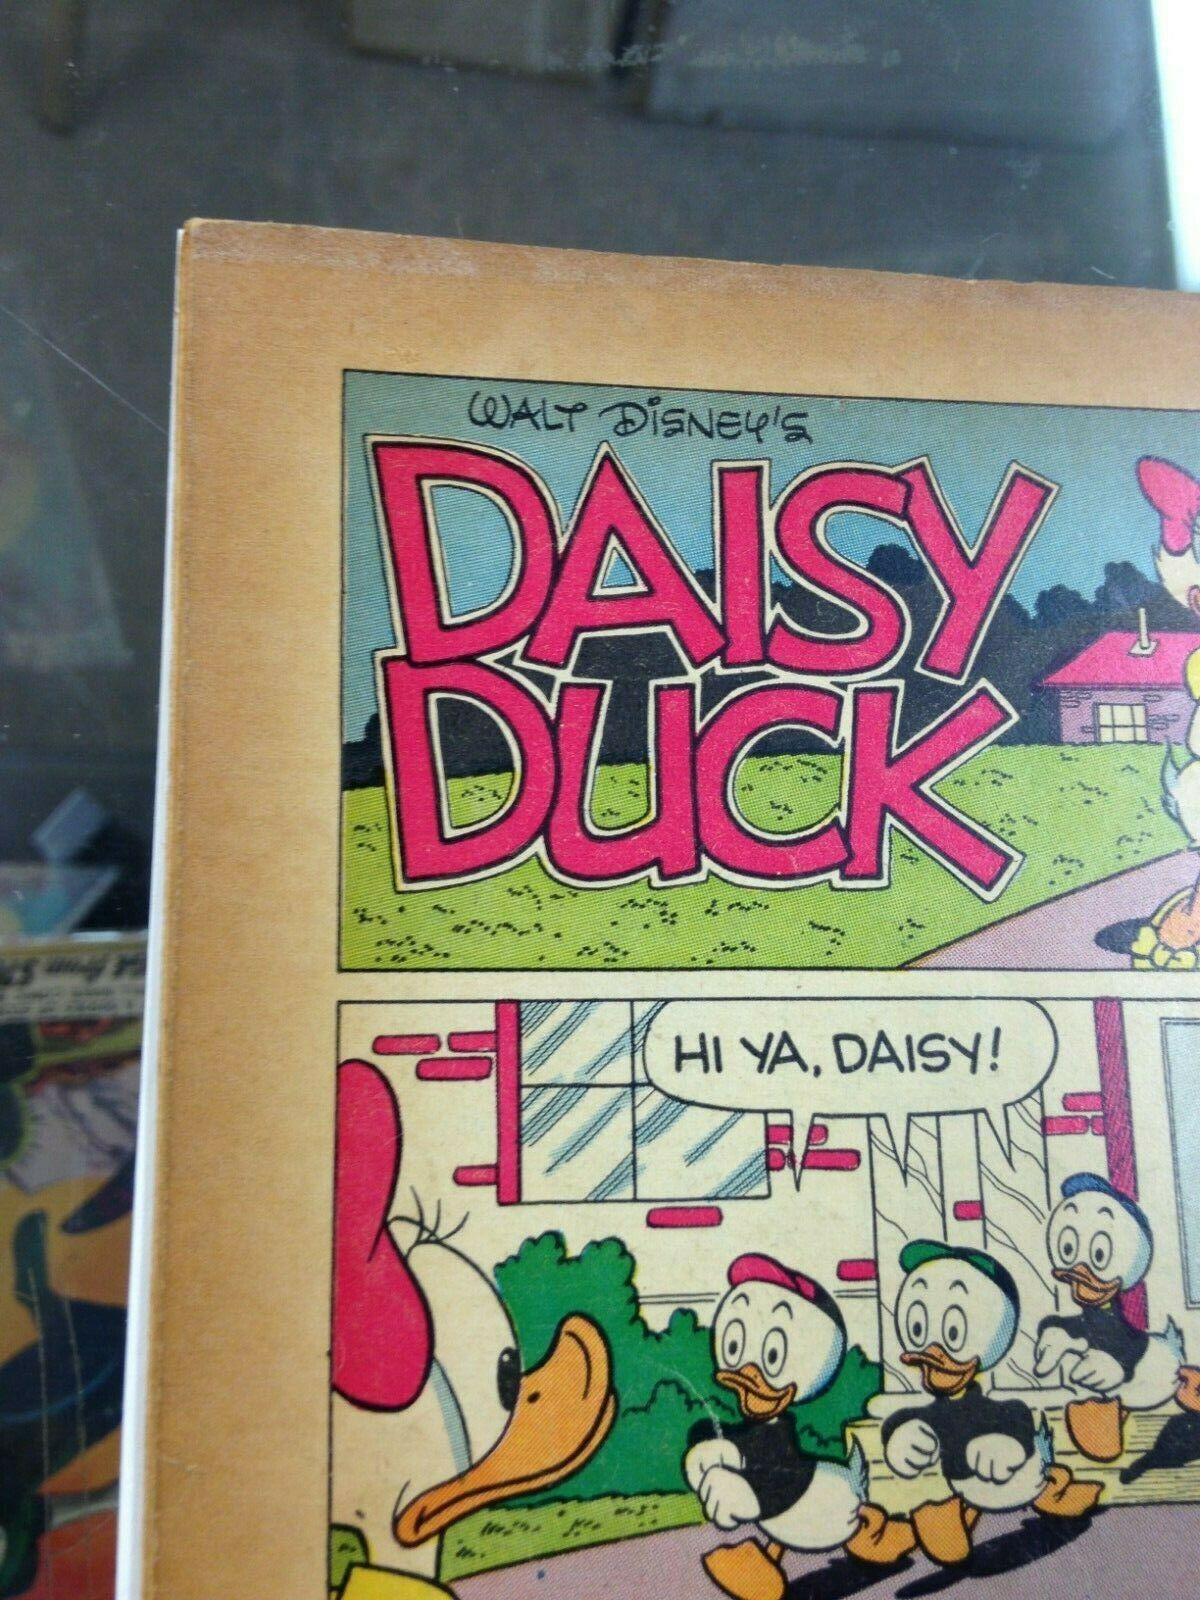 WALT DISNEY'S
DAISY
DUCK
HI YA, DAISY!